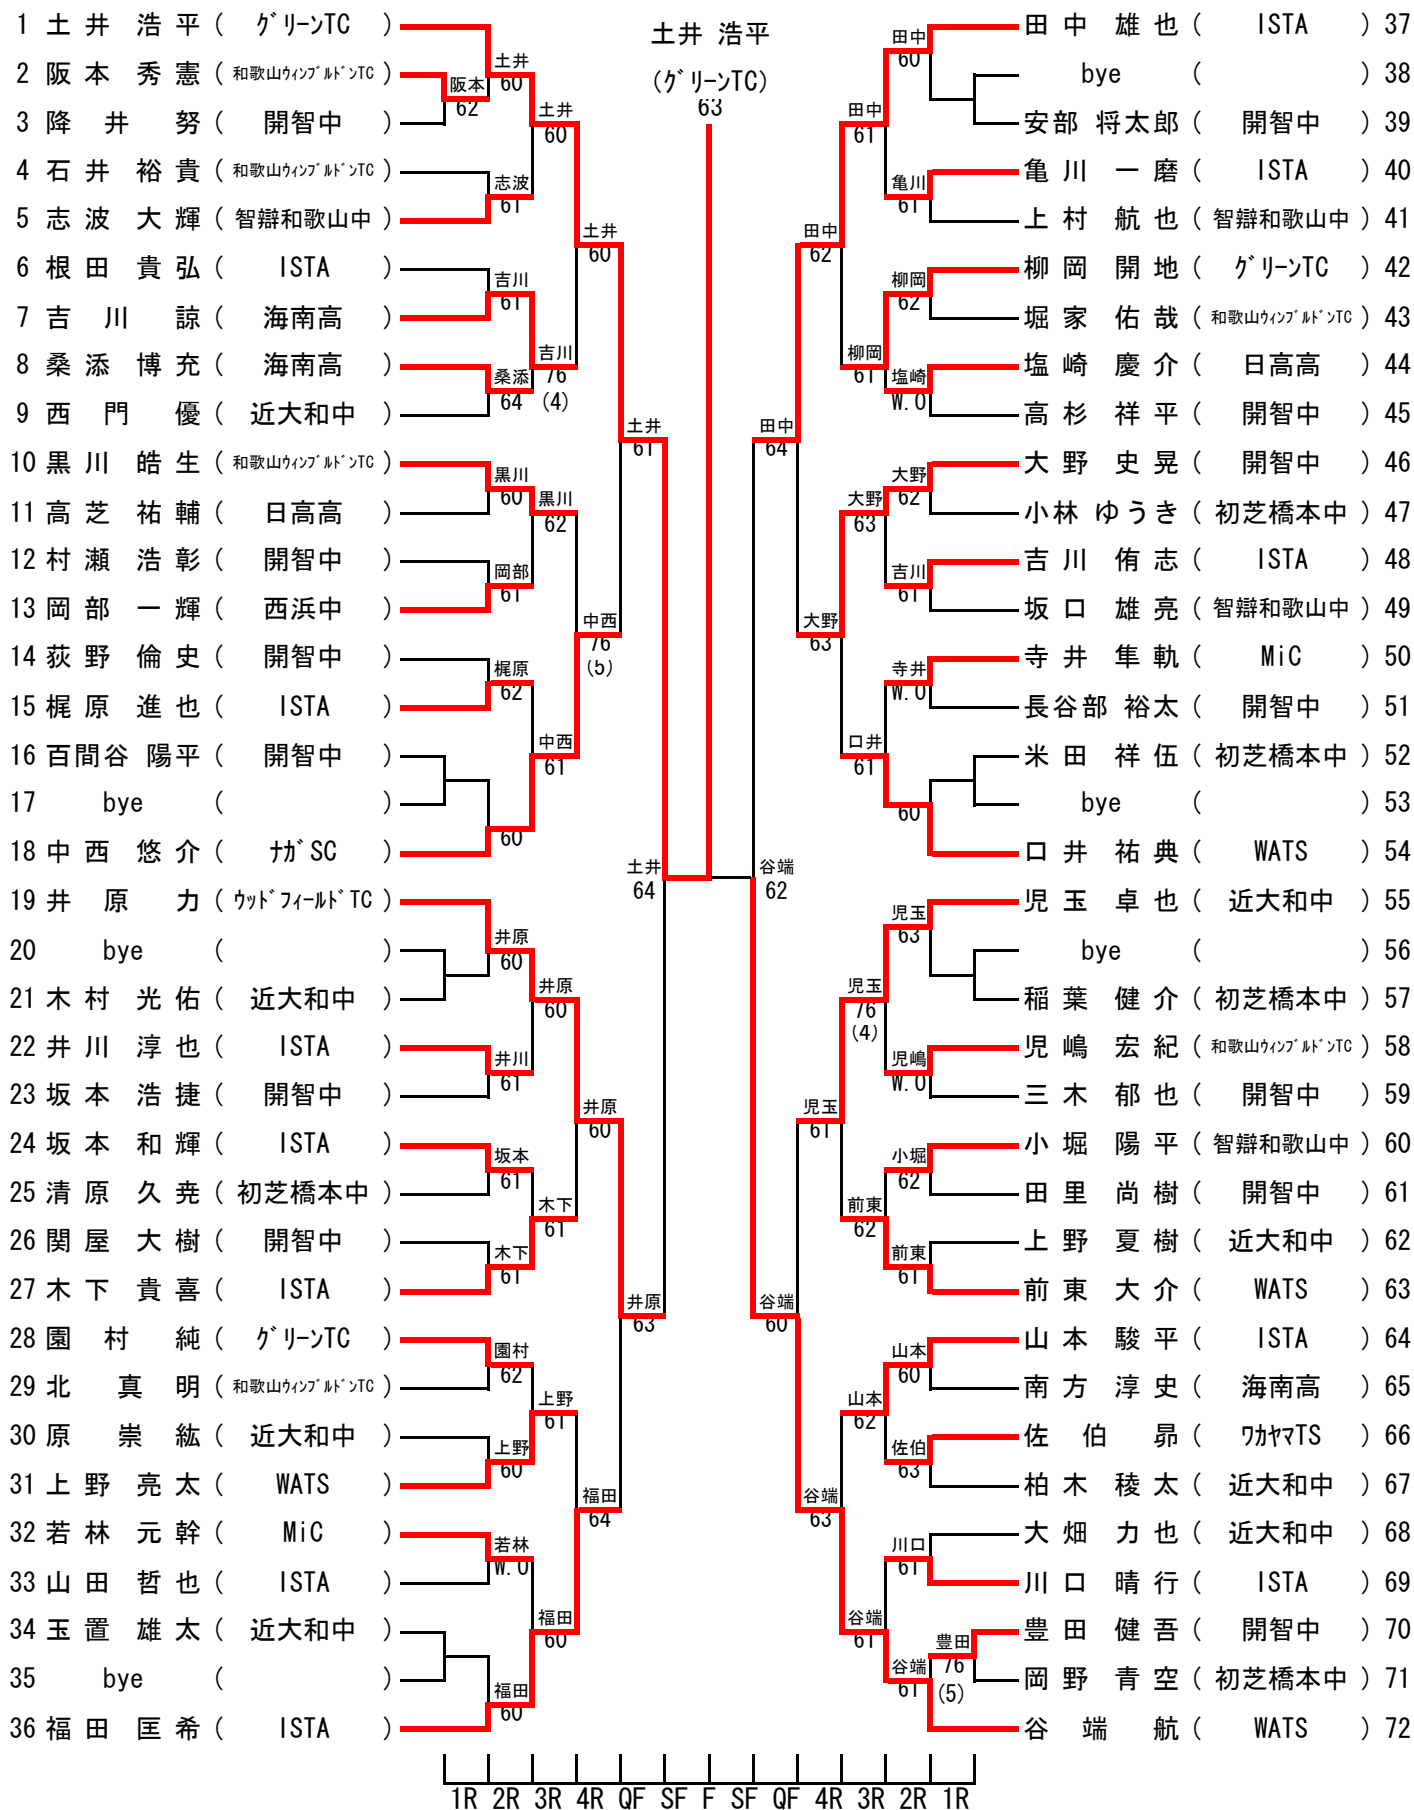 土井 浩平
(グリーンTC)
63
1 土井 浩平 ( グリーンTC )
2 阪本 秀憲 ( 和歌山ウィンブルドンTC )
3 降井 努 ( 開智中 )
4 石井 裕貴 ( 和歌山ウィンブルドンTC )
5 志波 大輝 ( 智辯和歌山中 )
6 根田 貴弘 ( ISTA )
7 吉川 諒 ( 海南高 )
8 桑添 博充 ( 海南高 )
9 西門 優 ( 近大和中 )
10 黒川 皓生 ( 和歌山ウィンブルドンTC )
11 高芝 祐輔 ( 日高高 )
12 村瀬 浩彰 ( 開智中 )
13 岡部 一輝 ( 西浜中 )
14 荻野 倫史 ( 開智中 )
15 梶原 進也 ( ISTA )
16 百間谷 陽平 ( 開智中 )
17 bye ( )
18 中西 悠介 ( ナガSC )
19 井原 力 ( ウッドフィールドTC )
20 bye ( )
21 木村 光佑 ( 近大和中 )
22 井川 淳也 ( ISTA )
23 坂本 浩捷 ( 開智中 )
24 坂本 和輝 ( ISTA )
25 清原 久尭 ( 初芝橋本中 )
26 関屋 大樹 ( 開智中 )
27 木下 貴喜 ( ISTA )
28 園村 純 ( グリーンTC )
29 北 真明 ( 和歌山ウィンブルドンTC )
30 原 崇紘 ( 近大和中 )
31 上野 亮太 ( WATS )
32 若林 元幹 ( MiC )
33 山田 哲也 ( ISTA )
34 玉置 雄太 ( 近大和中 )
35 bye ( )
36 福田 匡希 ( ISTA )
阪本
62
土井
60
志波
61
吉川
61
桑添
64
黒川
60
岡部
61
梶原
62
60
井原
60
井川
61
坂本
61
木下
61
園村
62
上野
60
若林
W.O
福田
60
土井
60
吉川
76
(4)
黒川
62
中西
61
井原
60
木下
61
上野
61
福田
60
土井
60
中西
76
(5)
井原
60
福田
64
土井
61
井原
63
土井
64
谷端
62
田中
64
谷端
60
田中
62
大野
63
児玉
61
谷端
63
田中
61
柳岡
61
大野
63
口井
61
児玉
76
(4)
前東
62
山本
62
谷端
61
田中
60
亀川
61
柳岡
62
塩崎
W.O
大野
62
吉川
61
寺井
W.O
60
児玉
63
児嶋
W.O
小堀
62
前東
61
山本
60
佐伯
63
川口
61
谷端
61
豊田
76
(5)
田中 雄也 ( ISTA ) 37
bye ( ) 38
安部 将太郎 ( 開智中 ) 39
亀川 一磨 ( ISTA ) 40
上村 航也 ( 智辯和歌山中 ) 41
柳岡 開地 ( グリーンTC ) 42
堀家 佑哉 ( 和歌山ウィンブルドンTC ) 43
塩崎 慶介 ( 日高高 ) 44
高杉 祥平 ( 開智中 ) 45
大野 史晃 ( 開智中 ) 46
小林 ゆうき ( 初芝橋本中 ) 47
吉川 侑志 ( ISTA ) 48
坂口 雄亮 ( 智辯和歌山中 ) 49
寺井 隼軌 ( MiC ) 50
長谷部 裕太 ( 開智中 ) 51
米田 祥伍 ( 初芝橋本中 ) 52
bye ( ) 53
口井 祐典 ( WATS ) 54
児玉 卓也 ( 近大和中 ) 55
bye ( ) 56
稲葉 健介 ( 初芝橋本中 ) 57
児嶋 宏紀 ( 和歌山ウィンブルドンTC ) 58
三木 郁也 ( 開智中 ) 59
小堀 陽平 ( 智辯和歌山中 ) 60
田里 尚樹 ( 開智中 ) 61
上野 夏樹 ( 近大和中 ) 62
前東 大介 ( WATS ) 63
山本 駿平 ( ISTA ) 64
南方 淳史 ( 海南高 ) 65
佐伯 昴 ( ワカヤマTS ) 66
柏木 稜太 ( 近大和中 ) 67
大畑 力也 ( 近大和中 ) 68
川口 晴行 ( ISTA ) 69
豊田 健吾 ( 開智中 ) 70
岡野 青空 ( 初芝橋本中 ) 71
谷端 航 ( WATS ) 72
1R 2R 3R 4R QF SF F SF QF 4R 3R 2R 1R